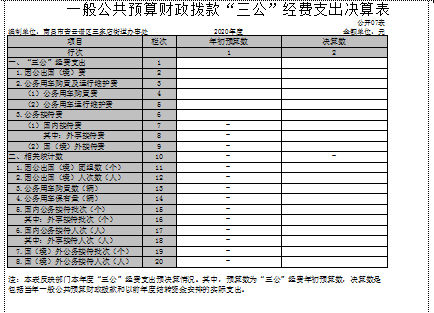 一般公共预算财政拨款“三公”经费支出决算表
公开07表
编制单位：南昌市青云谱区三家店街道办事处 2020年度 金额单位：元
项目 栏次 年初预算数 决算数
行次 1 2
一、“三公”经费支出 1
1.因公出国（境）费 2
2.公务用车购置及运行维护费 3
（1）公务用车购置费 4
（2）公务用车运行维护费 5
3.公务接待费 6
（1）国内接待费 7 －
其中：外事接待费 8 －
（2）国（境）外接待费 9 －
二、相关统计数 10 － －
1.因公出国（境）团组数（个） 11 －
2.因公出国（境）人次数（人） 12 －
3.公务用车购置数（辆） 13 －
4.公务用车保有量（辆） 14 －
5.国内公务接待批次（个） 15 －
其中：外事接待批次（个） 16 －
6.国内公务接待人次（人） 17 －
其中：外事接待人次（人） 18 －
7.国（境）外公务接待批次（个） 19 －
8.国（境）外公务接待人次（人） 20 －
注：本表反映部门本年度“三公”经费支出预决算情况。其中，预算数为“三公”经费年初预算数，决算数是
包括当年一般公共预算财政拨款和以前年度结转资金安排的实际支出。